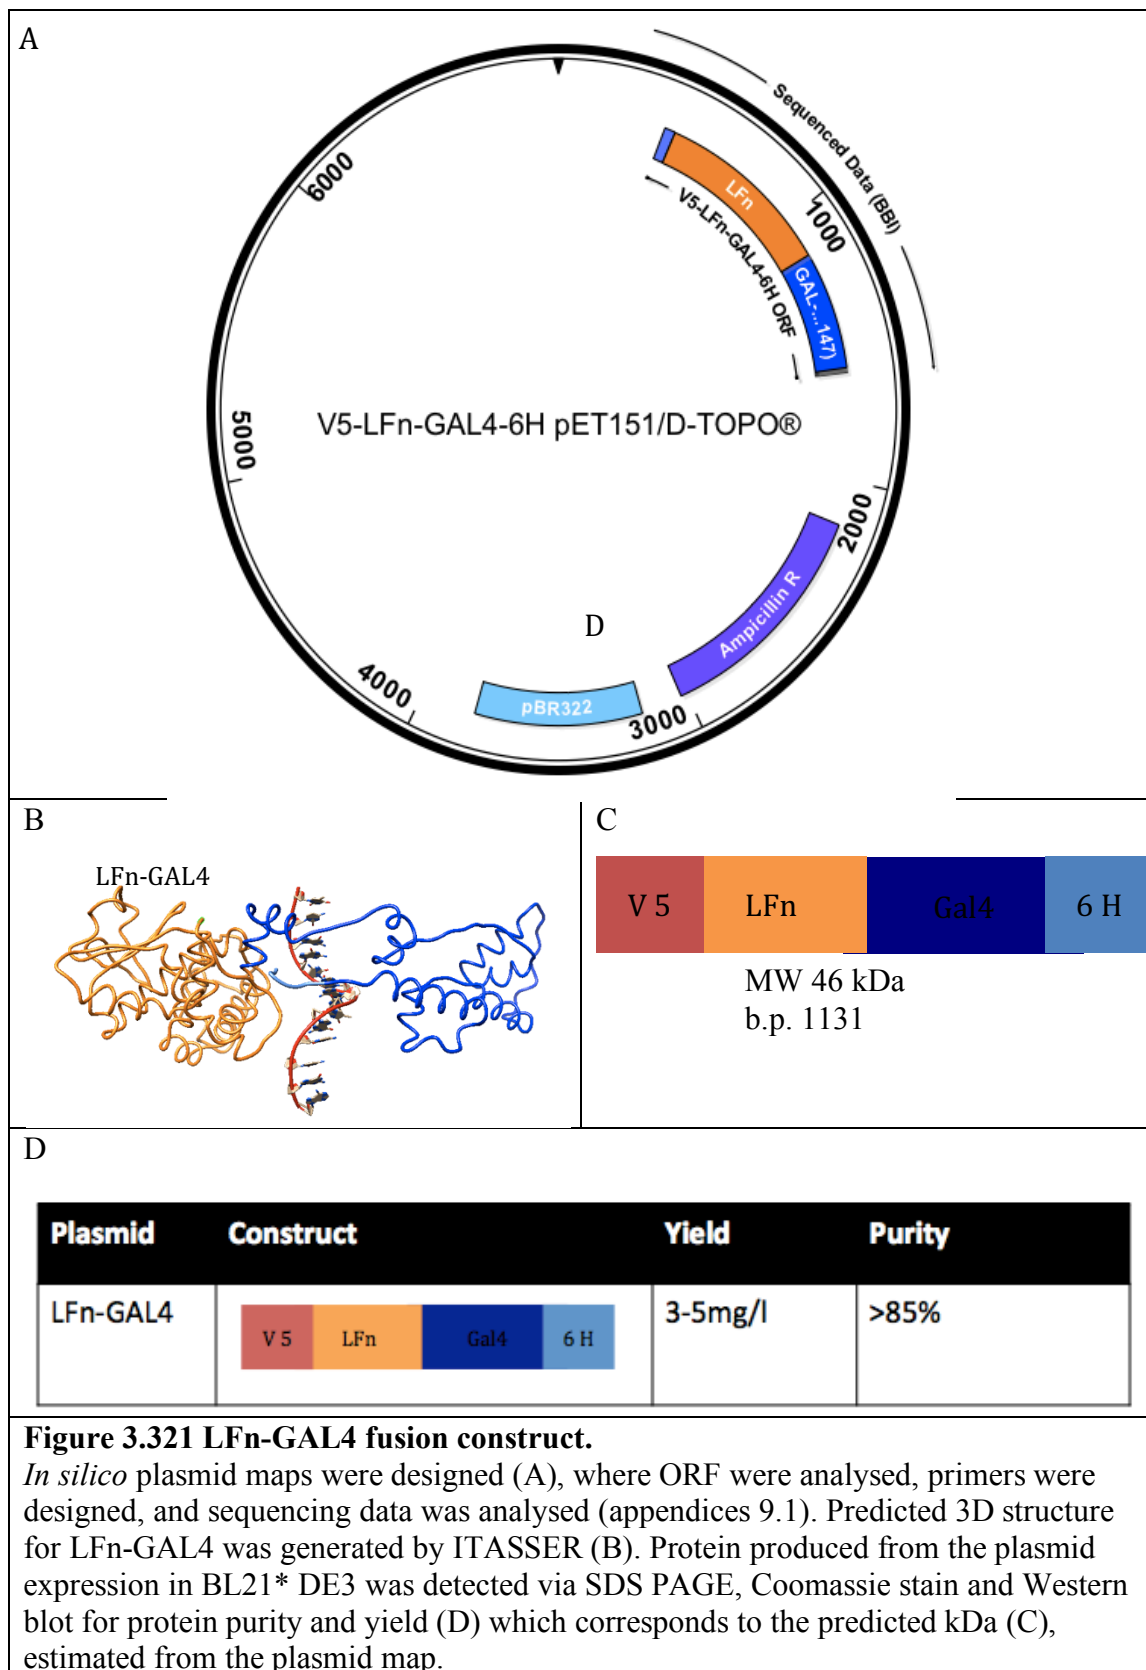 A
Sequenced Data (BBI)
6000
LFn
1000
V5-LFn-GAL4-6H ORF
GAL-...147)
V5-LFn-GAL4-6H pET151/D-TOPO®
5000
2000
Ampicillin R
D
4000
pBR322
3000
B
LFn-GAL4
C
V 5 LFn Gal4 6 H
MW 46 kDa
b.p. 1131
D
Plasmid Construct Yield Purity
LFn-GAL4 V 5 LFn Gal4 6 H 3-5mg/l >85%
Figure 3.321 LFn-GAL4 fusion construct.
In silico plasmid maps were designed (A), where ORF were analysed, primers were
designed, and sequencing data was analysed (appendices 9.1). Predicted 3D structure
for LFn-GAL4 was generated by ITASSER (B). Protein produced from the plasmid
expression in BL21* DE3 was detected via SDS PAGE, Coomassie stain and Western
blot for protein purity and yield (D) which corresponds to the predicted kDa (C),
estimated from the plasmid map.